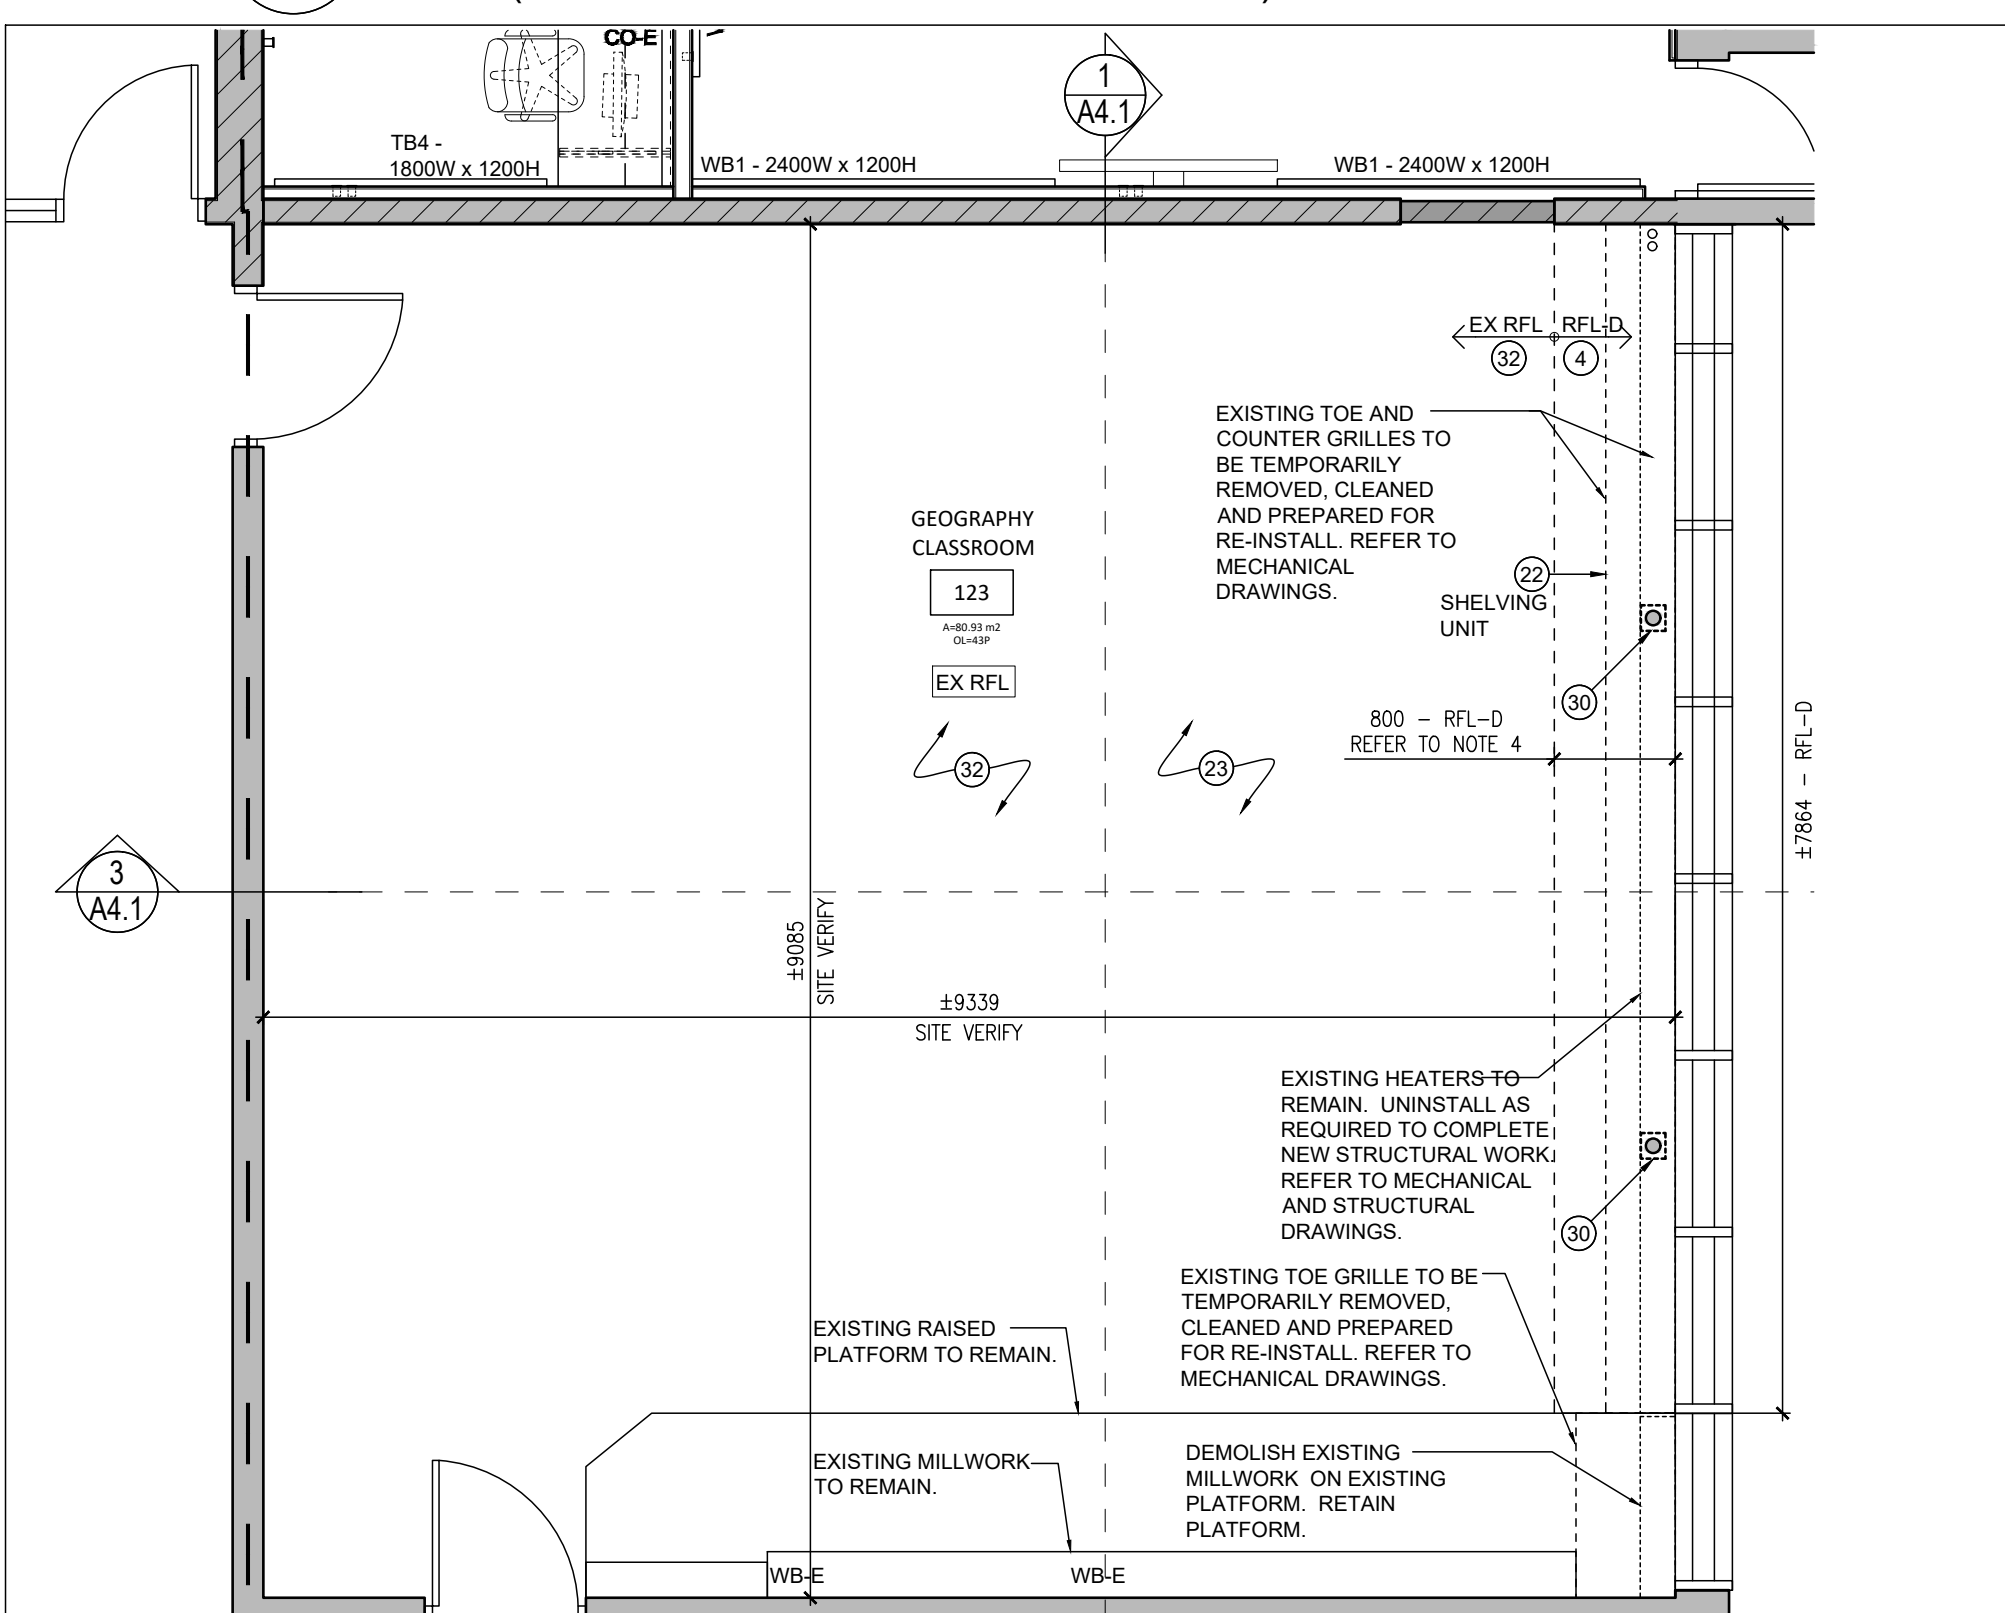 CO-E
1
A4.1
TB4 -
1800W x 1200H
WB1 - 2400W x 1200H
WB1 - 2400W x 1200H
EX RFL
RFL-D
32
4
EXISTING TOE AND
COUNTER GRILLES TO
BE TEMPORARILY
REMOVED, CLEANED
AND PREPARED FOR
RE-INSTALL. REFER TO
MECHANICAL
DRAWINGS.
GEOGRAPHY
CLASSROOM
123
A=80.93 m2
OL=43P
EX RFL
22
SHELVING
UNIT
30
800 – RFL–D
REFER TO NOTE 4
32
23
±7864 – RFL–D
3
A4.1
±9085
SITE VERIFY
±9339
SITE VERIFY
EXISTING HEATERS TO
REMAIN. UNINSTALL AS
REQUIRED TO COMPLETE
NEW STRUCTURAL WORK.
REFER TO MECHANICAL
AND STRUCTURAL
DRAWINGS.
30
EXISTING TOE GRILLE TO BE
TEMPORARILY REMOVED,
CLEANED AND PREPARED
FOR RE-INSTALL. REFER TO
MECHANICAL DRAWINGS.
EXISTING RAISED
PLATFORM TO REMAIN.
EXISTING MILLWORK
TO REMAIN.
DEMOLISH EXISTING
MILLWORK ON EXISTING
PLATFORM. RETAIN
PLATFORM.
WB-E
WB-E